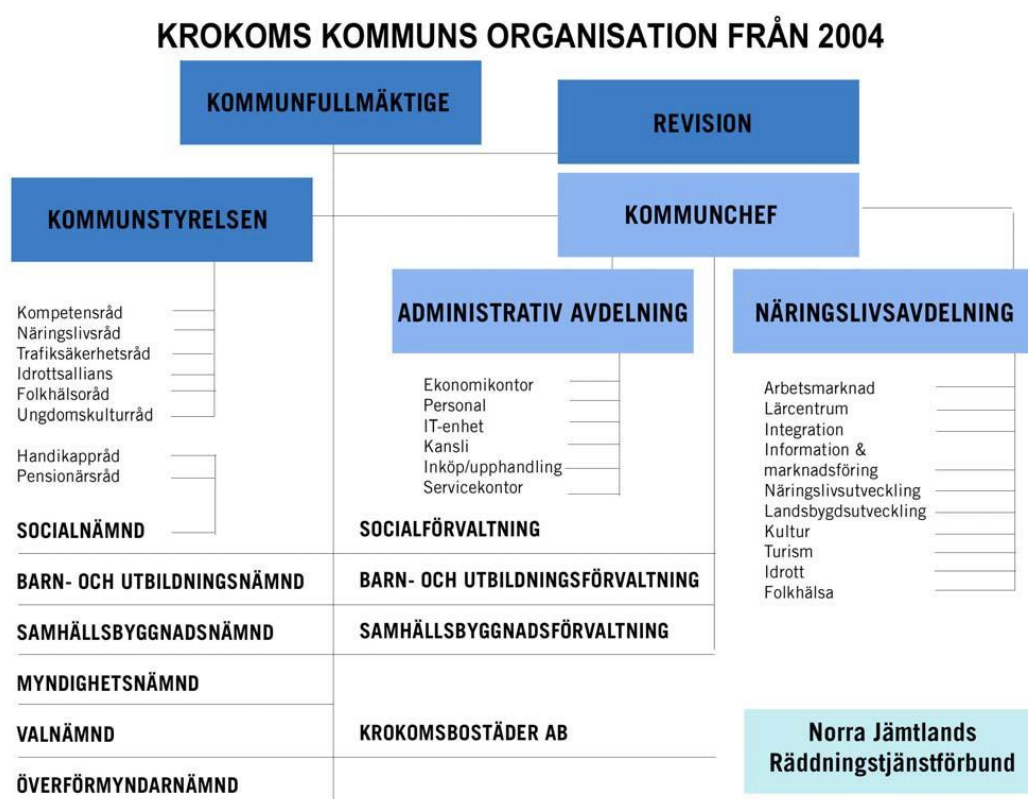 KROKOMS KOMMUNS ORGANISATION FRÅN 2004
KOMMUNFULLMÄKTIGE
REVISION
KOMMUNSTYRELSEN
KOMMUNCHEF
ADMINISTRATIV AVDELNING
NÄRINGSLIVSAVDELNING
Kompetensråd
Näringslivsråd
Trafiksäkerhetsråd
Idrottsallians
Folkhälsoråd
Ungdomskulturråd
Handikappråd
Pensionärsråd
Ekonomikontor
Personal
IT-enhet
Kansli
Inköp/upphandling
Servicekontor
Arbetsmarknad
Lärcentrum
Integration
Information &
marknadsföring
Näringslivsutveckling
Landsbygdsutveckling
Kultur
Turism
Idrott
Folkhälsa
SOCIALNÄMND
SOCIALFÖRVALTNING
BARN- OCH UTBILDNINGSNÄMND
BARN- OCH UTBILDNINGSFÖRVALTNING
SAMHÄLLSBYGGNADSNÄMND
SAMHÄLLSBYGGNADSFÖRVALTNING
MYNDIGHETSNÄMND
VALNÄMND
KROKOMSBOSTÄDER AB
ÖVERFÖRMYNDARNÄMND
Norra Jämtlands
Räddningstjänstförbund